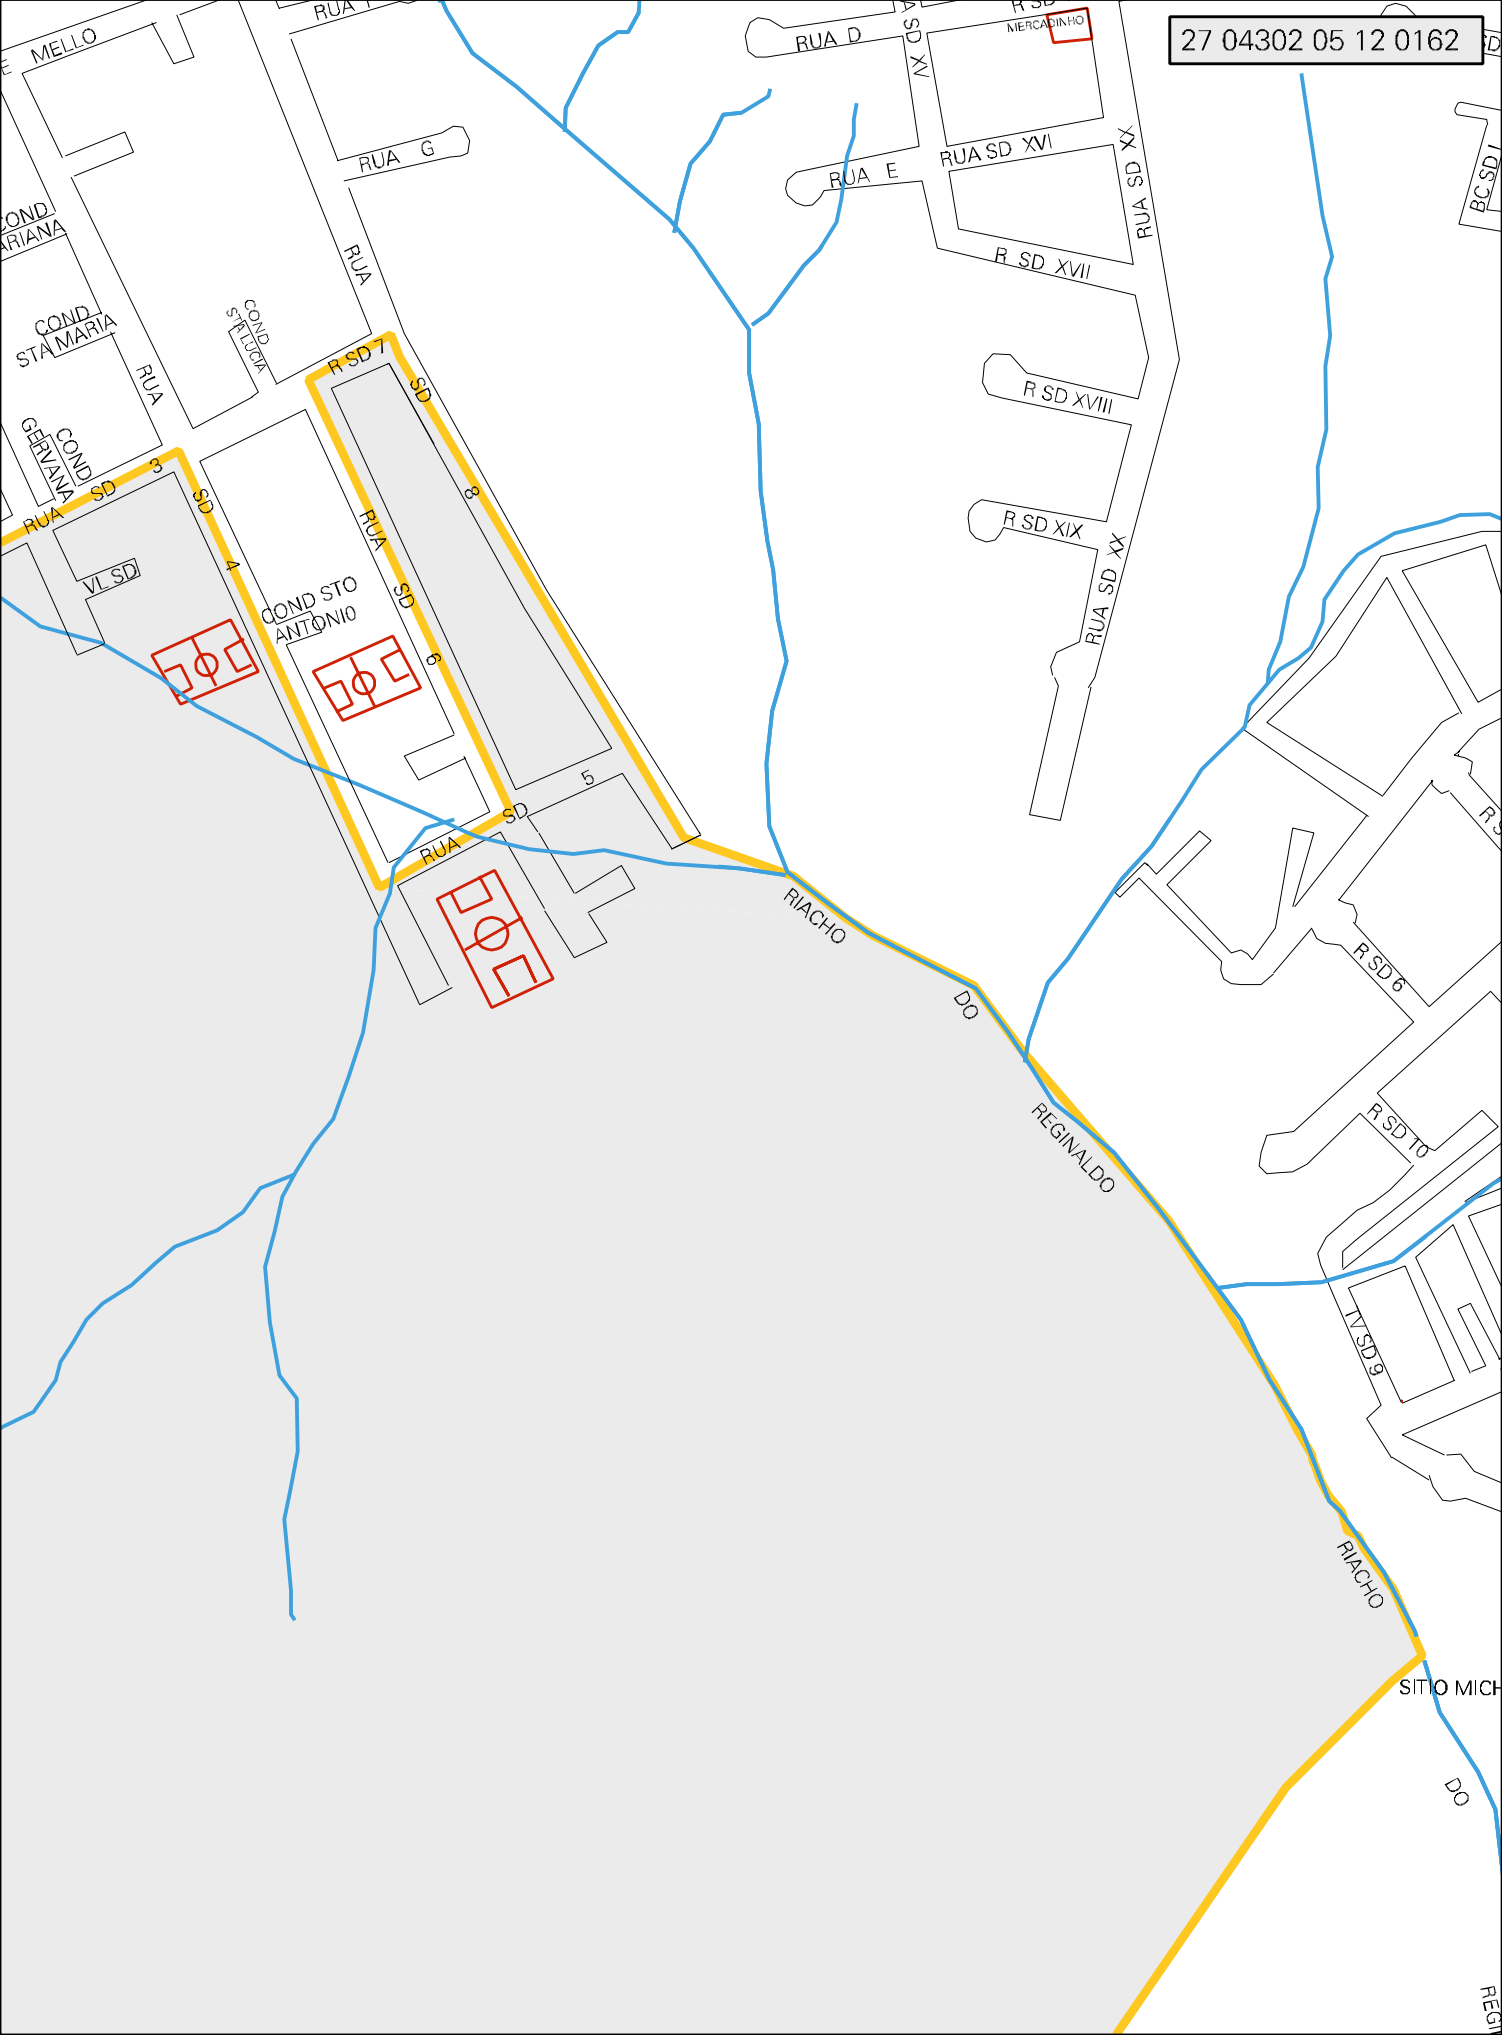 27 04302 05 12 0162
MELLO
RUA D
MERCADINHO
RUA G
RUA E
RUA SD XVI
RUA SD XX
BC SD I
COND
R SD XVII
RUA
COND
STA MARIA
COND
STA LUCIA
RUA
R SD 7
SD
R SD XVIII
COND
GERVANA
RUA SD 3
SD
4
8
RUA
SD
6
R SD XIX
RUA SD XX
VL SD
COND STO
ANTONIO
5
RUA SD
RIACHO
DO
REGINALDO
R SD 6
R SD 10
TV SD 9
RIACHO
SITIO MICH
DO